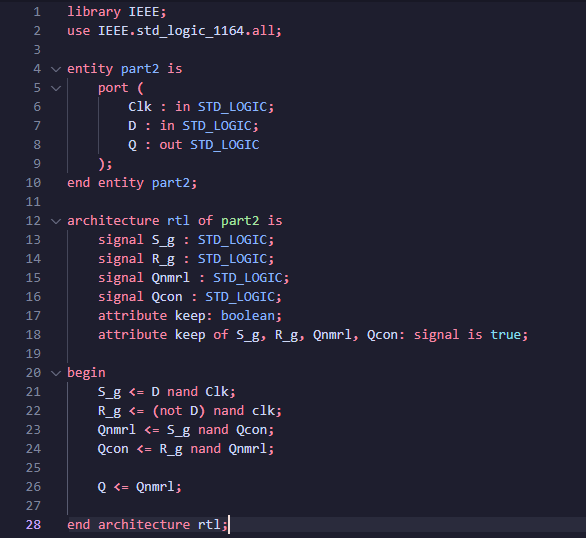 1 library IEEE;
2 use IEEE.std_logic_1164.all;
3
4 entity part2 is
5     port (
6         Clk : in STD_LOGIC;
7         D : in STD_LOGIC;
8         Q : out STD_LOGIC
9     );
10 end entity part2;
11
12 architecture rtl of part2 is
13     signal S_g : STD_LOGIC;
14     signal R_g : STD_LOGIC;
15     signal Qnmrl : STD_LOGIC;
16     signal Qcon : STD_LOGIC;
17     attribute keep: boolean;
18     attribute keep of S_g, R_g, Qnmrl, Qcon: signal is true;
19
20 begin
21     S_g <= D nand Clk;
22     R_g <= (not D) nand clk;
23     Qnmrl <= S_g nand Qcon;
24     Qcon <= R_g nand Qnmrl;
25
26     Q <= Qnmrl;
27
28 end architecture rtl;